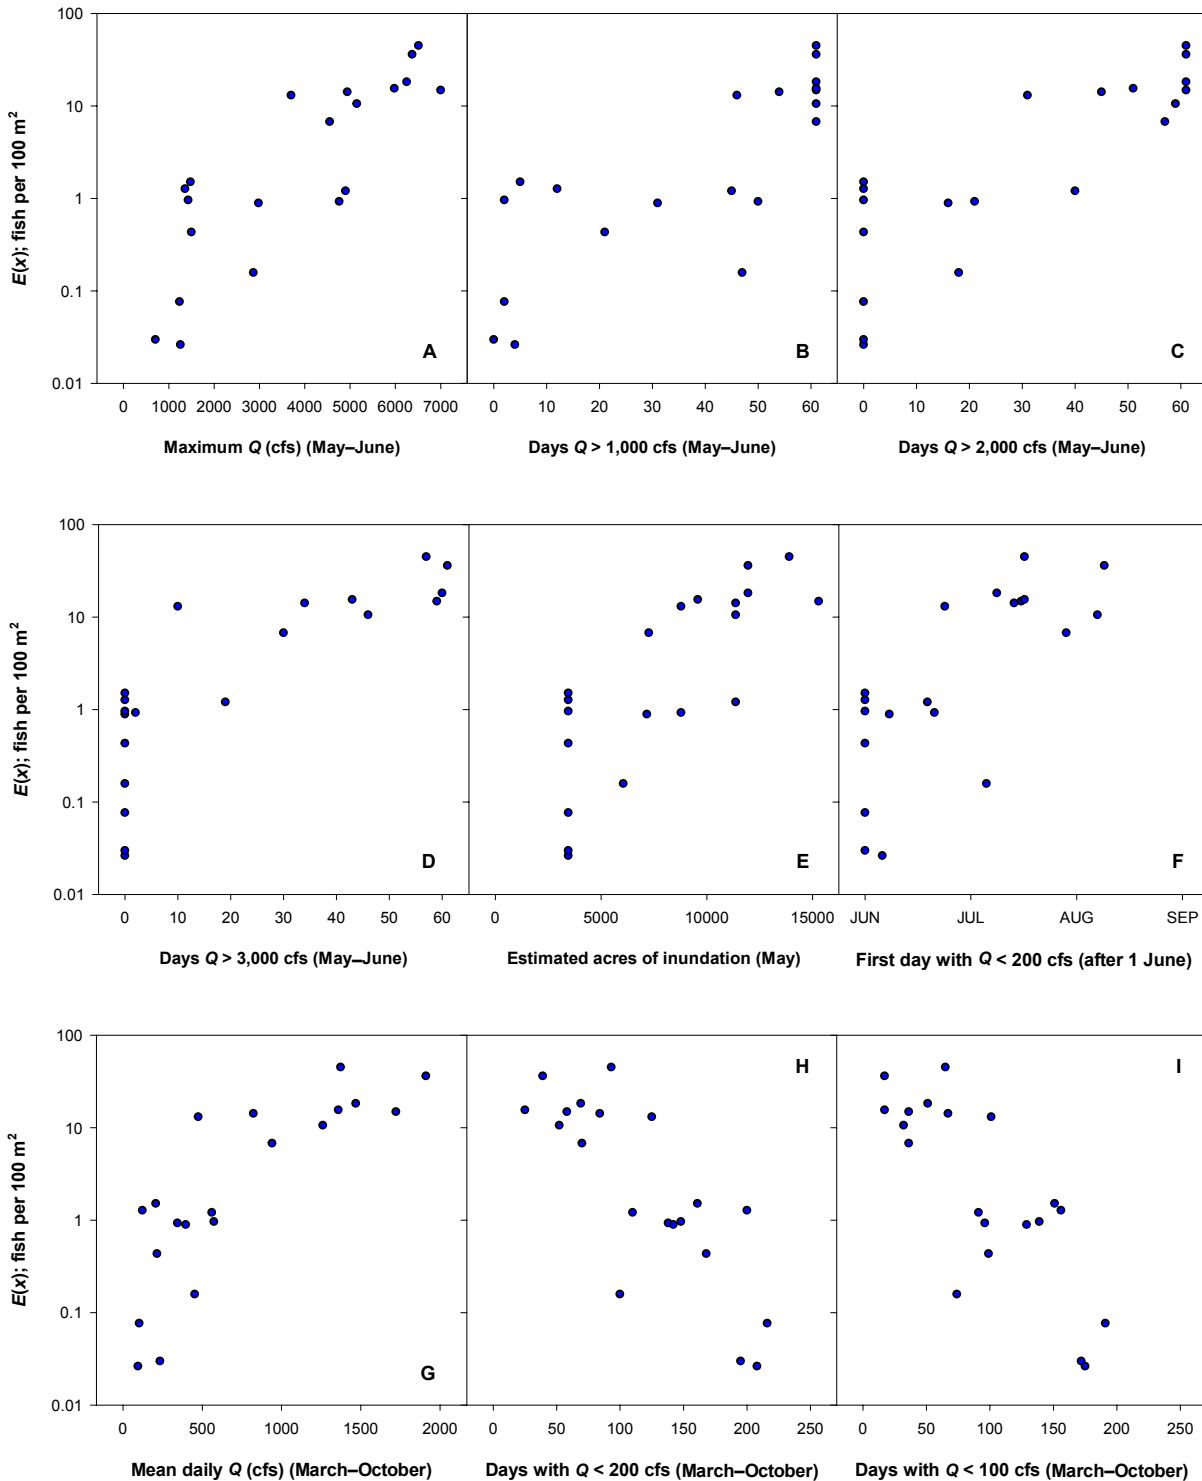 100
10
1
0.1
0.01
E(x); fish per 100 m²
A
B
C
0 1000 2000 3000 4000 5000 6000 7000
0 10 20 30 40 50 60
0 10 20 30 40 50 60
Maximum Q (cfs) (May–June)
Days Q > 1,000 cfs (May–June)
Days Q > 2,000 cfs (May–June)
100
10
1
0.1
0.01
E(x); fish per 100 m²
D
E
F
0 10 20 30 40 50 60
0 5000 10000 15000
JUN JUL AUG SEP
Days Q > 3,000 cfs (May–June)
Estimated acres of inundation (May)
First day with Q < 200 cfs (after 1 June)
100
10
1
0.1
0.01
E(x); fish per 100 m²
G
H
I
0 500 1000 1500 2000
0 50 100 150 200 250
0 50 100 150 200 250
Mean daily Q (cfs) (March–October)
Days with Q < 200 cfs (March–October)
Days with Q < 100 cfs (March–October)